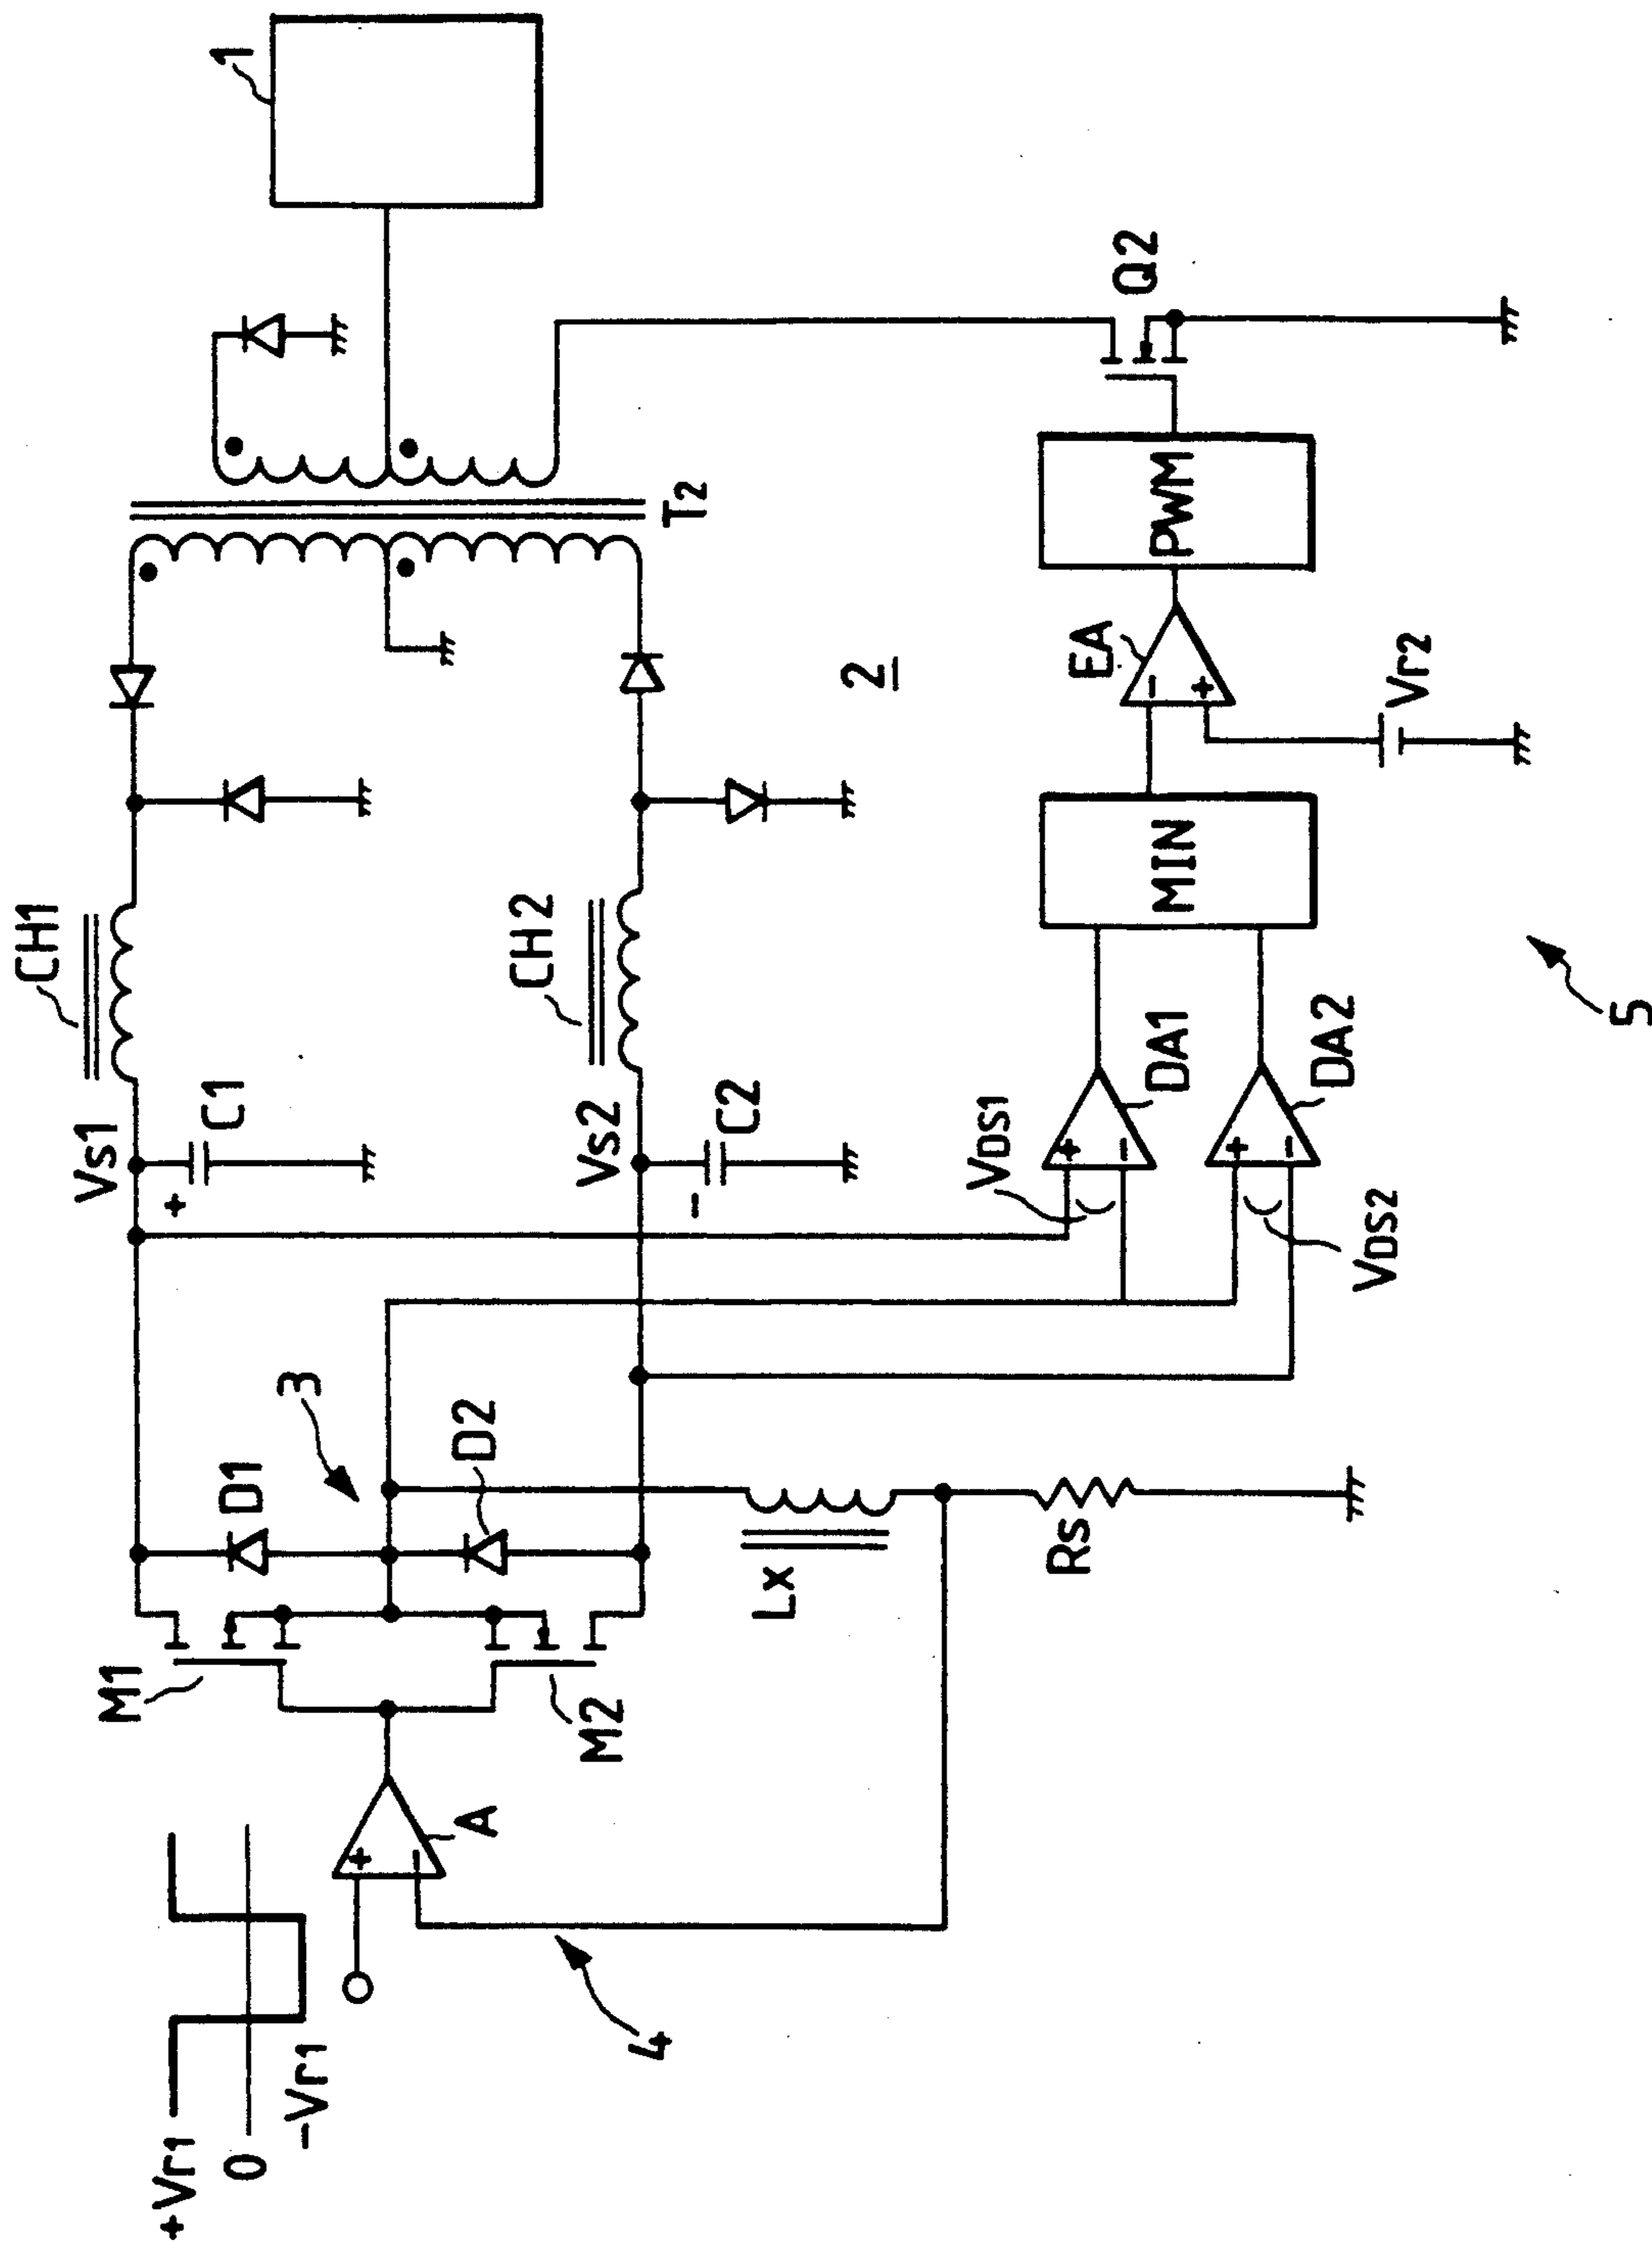 +Vr1
0
-Vr1
4
+
-
A
M1
M2
D1
D2
3
Lx
Rs
Vs1
+
C1
Vs2
-
C2
CH1
CH2
2
T2
1
VDS1
VDS2
+
-
DA1
+
-
DA2
MIN
-
+
EA
Vr2
PWM
Q2
5